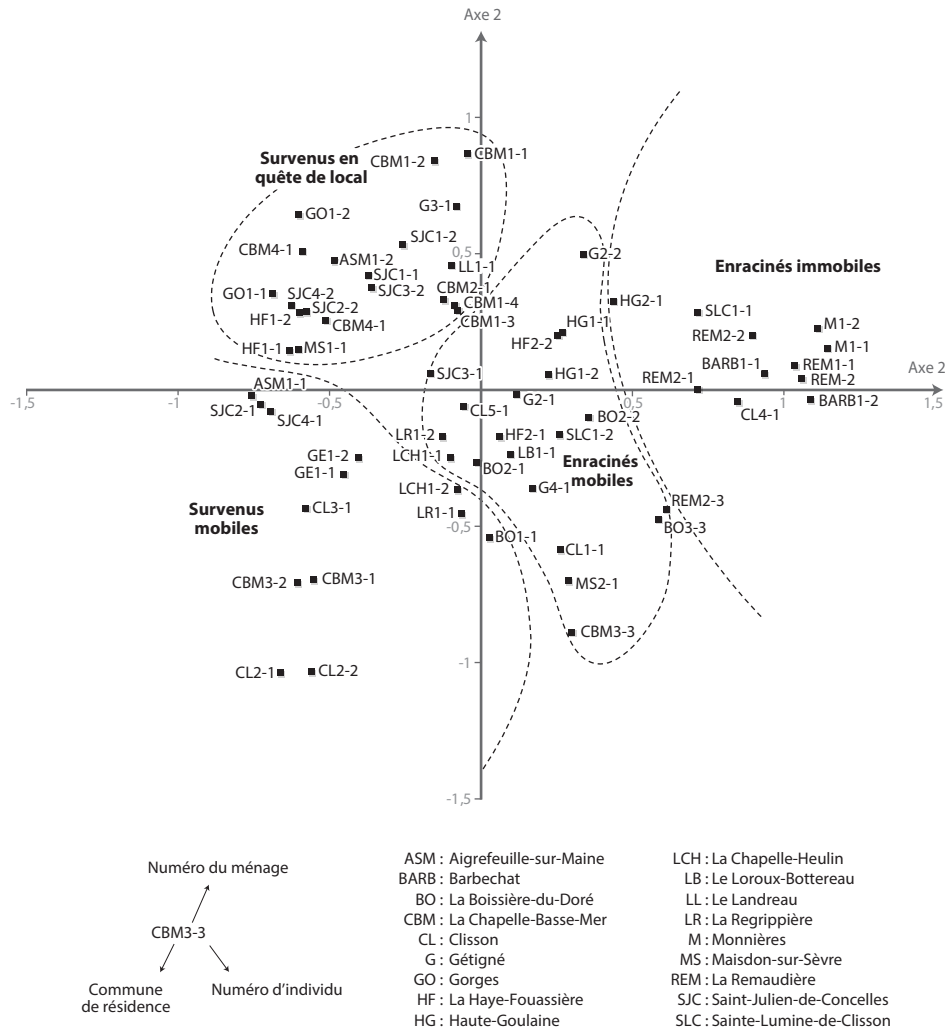 Axe 2
1
Survenus en
quête de local
CBM1-2
CBM1-1
GO1-2
G3-1
SJC1-2
CBM4-1
ASM1-2
0,5
G2-2
LL1-1
Enracinés immobiles
SJC1-1
SJC3-2
GO1-1
SJC4-2
CBM2-1
HG2-1
SJC2-2
CBM1-4
SLC1-1
HF1-2
CBM4-1
CBM1-3
HG1-1
M1-2
HF2-2
REM2-2
HF1-1
MS1-1
M1-1
SJC3-1
HG1-2
BARB1-1
REM1-1
ASM1-1
REM2-1
REM-2
Axe 2
-1,5
-1
-0,5
0,5
1
1,5
SJC2-1
G2-1
BARB1-2
SJC4-1
CL5-1
BO2-2
CL4-1
LR1-2
HF2-1
SLC1-2
GE1-2
LCH1-1
LB1-1
GE1-1
BO2-1
Enracinés
mobiles
LCH1-2
G4-1
Survenus
mobiles
CL3-1
LR1-1
REM2-3
-0,5
BO3-3
BO1-1
CL1-1
CBM3-2
CBM3-1
MS2-1
CBM3-3
-1
CL2-1
CL2-2
-1,5
Numéro du ménage
CBM3-3
Commune
de résidence
Numéro d'individu
ASM : Aigrefeuille-sur-Maine
BARB : Barbechat
BO : La Boissière-du-Doré
CBM : La Chapelle-Basse-Mer
CL : Clisson
G : Gétigné
GO : Gorges
HF : La Haye-Fouassière
HG : Haute-Goulaine
LCH : La Chapelle-Heulin
LB : Le Loroux-Bottereau
LL : Le Landreau
LR : La Regrippière
M : Monnières
MS : Maisdon-sur-Sèvre
REM : La Remaudière
SJC : Saint-Julien-de-Concelles
SLC : Sainte-Lumine-de-Clisson